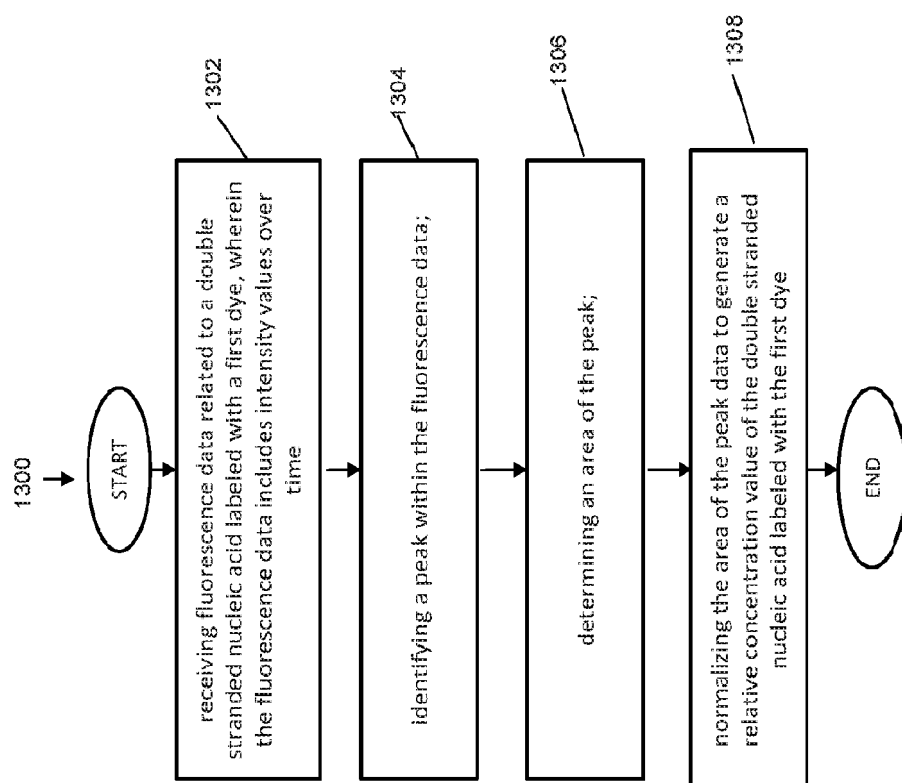 1300
START
receiving fluorescence data related to a double
stranded nucleic acid labeled with a first dye, wherein
the fluorescence data includes intensity values over
time
1302
identifying a peak within the fluorescence data;
1304
determining an area of the peak;
1306
normalizing the area of the peak data to generate a
relative concentration value of the double stranded
nucleic acid labeled with the first dye
1308
END